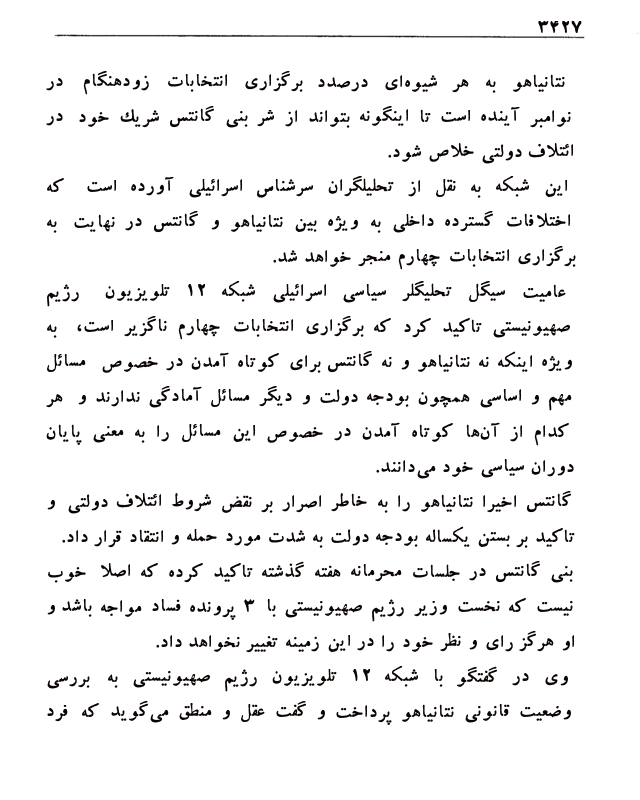 ۳۴۲۷
نتانیاهو به هر شیوه‌ای درصدد برگزاری انتخابات زودهنگام در
نوامبر آینده است تا اینگونه بتواند از شر بنی گانتس شریك خود در
ائتلاف دولتی خلاص شود.
این شبکه به نقل از تحلیلگران سرشناس اسرائیلی آورده است که
اختلافات گسترده داخلی به ویژه بین نتانیاهو و گانتس در نهایت به
برگزاری انتخابات چهارم منجر خواهد شد.
عامیت سیگل تحلیگلر سیاسی اسرائیلی شبکه ۱۲ تلویزیون رژیم
صهیونیستی تاکید کرد که برگزاری انتخابات چهارم ناگزیر است، به
ویژه اینکه نه نتانیاهو و نه گانتس برای کوتاه آمدن در خصوص مسائل
مهم و اساسی همچون بودجه دولت و دیگر مسائل آمادگی ندارند و هر
کدام از آن‌ها کوتاه آمدن در خصوص این مسائل را به معنی پایان
دوران سیاسی خود می‌دانند.
گانتس اخیرا نتانیاهو را به خاطر اصرار بر نقض شروط ائتلاف دولتی و
تاکید بر بستن یکساله بودجه دولت به شدت مورد حمله و انتقاد قرار داد.
بنی گانتس در جلسات محرمانه هفته گذشته تاکید کرده که اصلا خوب
نیست که نخست وزیر رژیم صهیونیستی با ۳ پرونده فساد مواجه باشد و
او هرگز رای و نظر خود را در این زمینه تغییر نخواهد داد.
وی در گفتگو با شبکه ۱۲ تلویزیون رژیم صهیونیستی به بررسی
وضعیت قانونی نتانیاهو پرداخت و گفت عقل و منطق می‌گوید که فرد